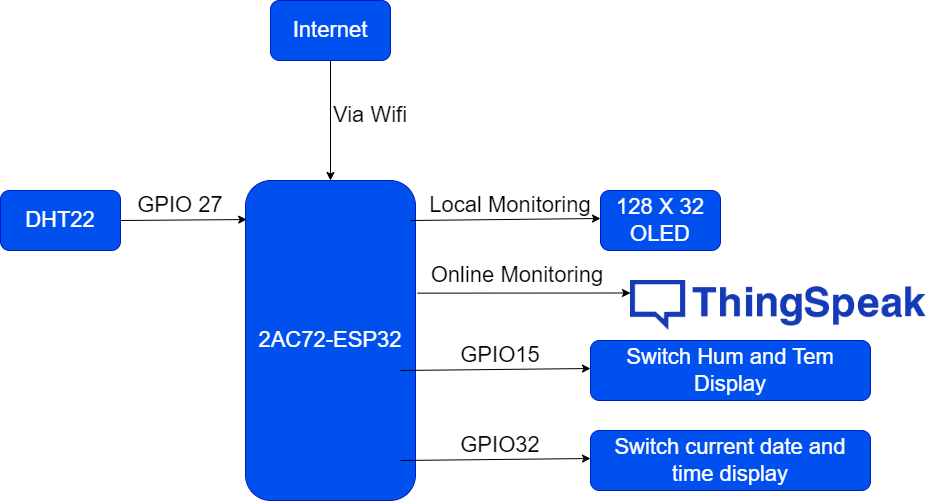 Internet
Via Wifi
DHT22
GPIO 27
2AC72-ESP32
Local Monitoring
128 X 32
OLED
Online Monitoring
ThingSpeak
GPIO15
Switch Hum and Tem
Display
GPIO32
Switch current date and
time display